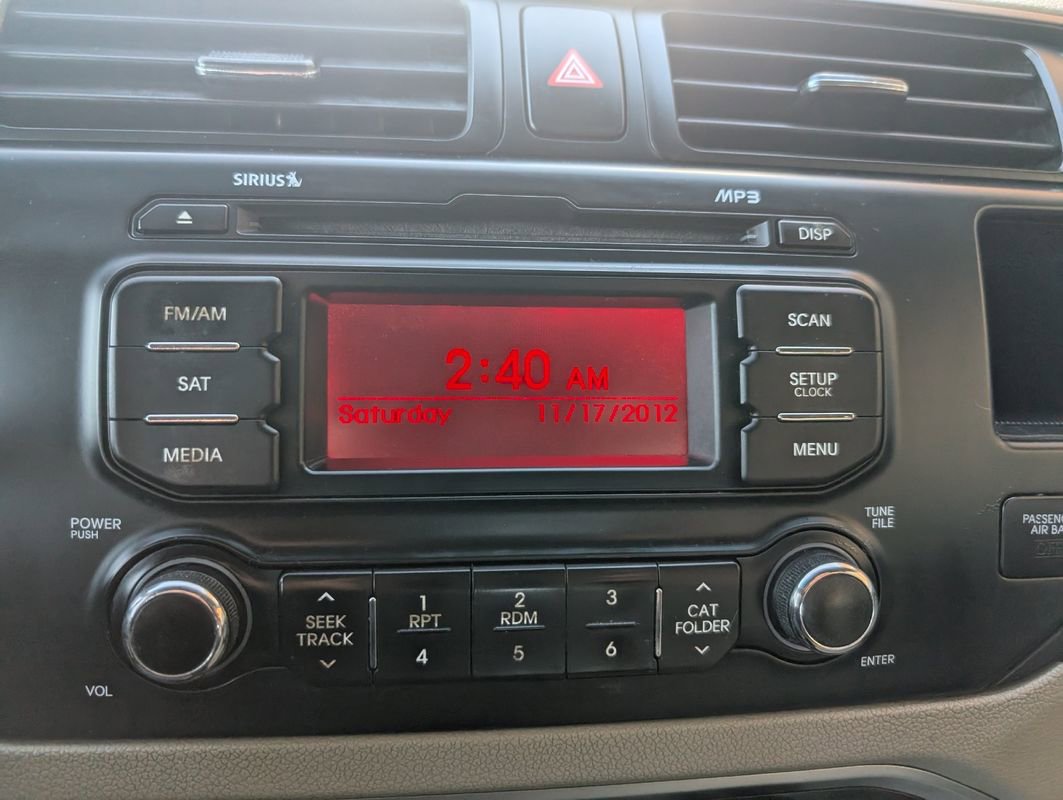 SIRIUS
MP3
DISP
FM/AM
SCAN
2:40 AM
SAT
SETUP
CLOCK
Saturday 11/17/2012
MEDIA
MENU
POWER
PUSH
TUNE
FILE
SEEK
TRACK
1
RPT
4
2
RDM
5
3
6
CAT
FOLDER
VOL
ENTER
AIR